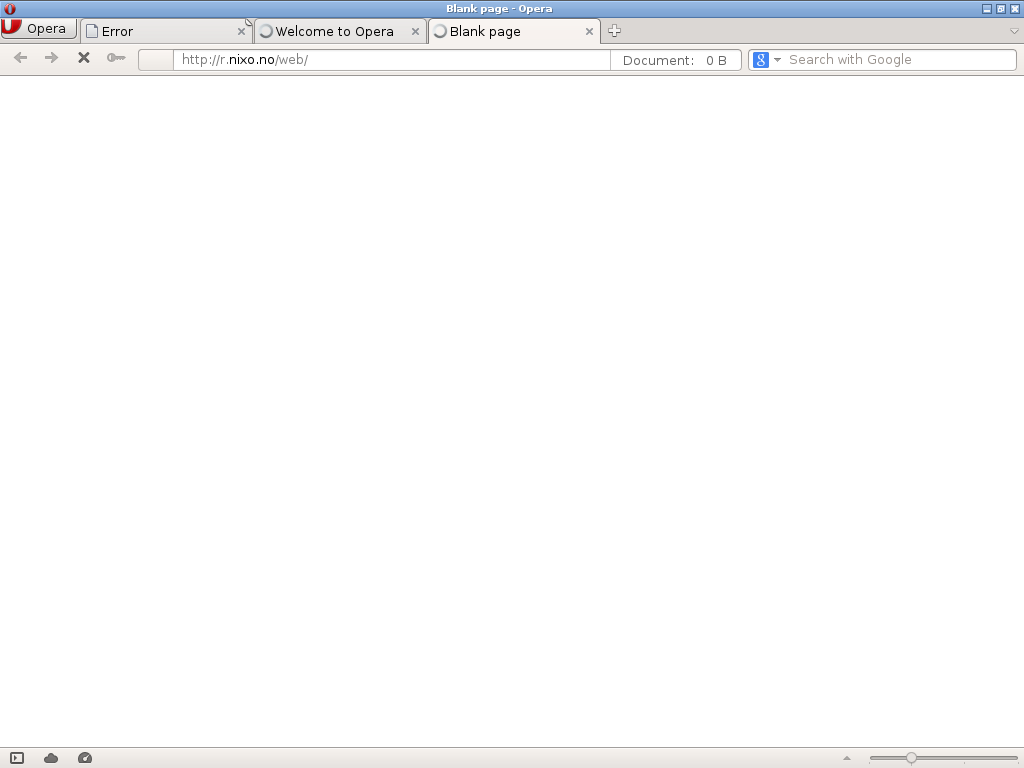 Blank page - Opera
Opera
Error
Welcome to Opera
Blank page
http://r.nixo.no/web/
Document: 0 B
Search with Google